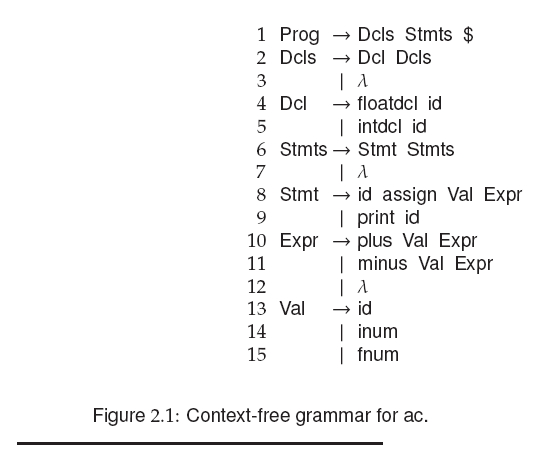 1 Prog → Dcls Stmts $
2 Dcls → Dcl Dcls
3 | λ
4 Dcl → floatdcl id
5 | intdcl id
6 Stmts → Stmt Stmts
7 | λ
8 Stmt → id assign Val Expr
9 | print id
10 Expr → plus Val Expr
11 | minus Val Expr
12 | λ
13 Val → id
14 | inum
15 | fnum
Figure 2.1: Context-free grammar for ac.